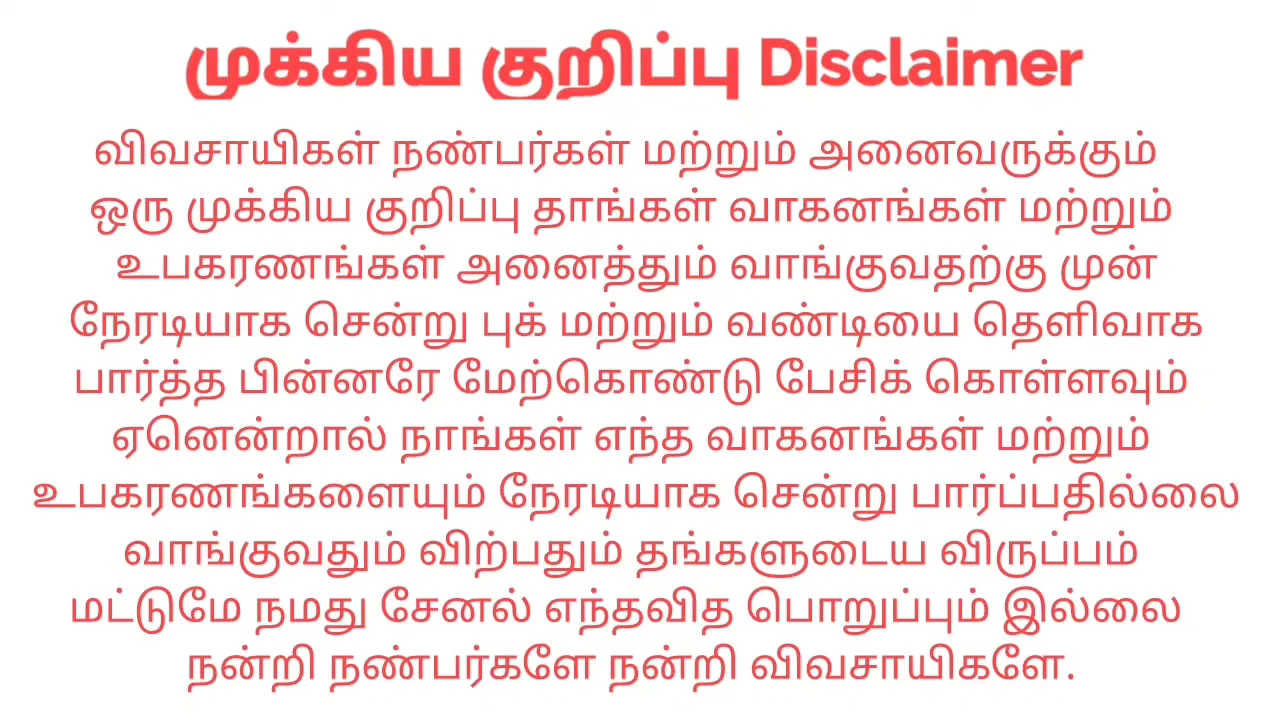 முக்கிய குறிப்பு Disclaimer
விவசாயிகள் நண்பர்கள் மற்றும் அனைவருக்கும்
ஒரு முக்கிய குறிப்பு தாங்கள் வாகனங்கள் மற்றும்
உபகரணங்கள் அனைத்தும் வாங்குவதற்கு முன்
நேரடியாக சென்று புக் மற்றும் வண்டியை தெளிவாக
பார்த்த பின்னரே மேற்கொண்டு பேசிக் கொள்ளவும்
ஏனென்றால் நாங்கள் எந்த வாகனங்கள் மற்றும்
உபகரணங்களையும் நேரடியாக சென்று பார்ப்பதில்லை
வாங்குவதும் விற்பதும் தங்களுடைய விருப்பம்
மட்டுமே நமது சேனல் எந்தவித பொறுப்பும் இல்லை
நன்றி நண்பர்களே நன்றி விவசாயிகளே.